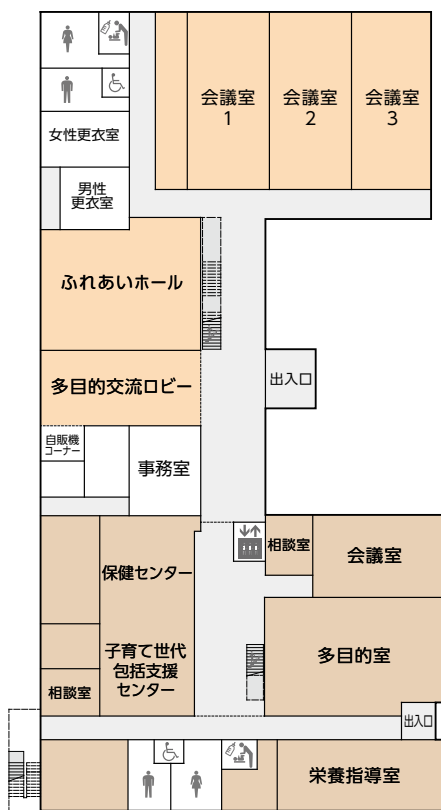 会議室
1
会議室
2
会議室
3
女性更衣室
男性
更衣室
ふれあいホール
多目的交流ロビー
出入口
自販機
コーナー
事務室
相談室
会議室
保健センター
子育て世代
包括支援
センター
多目的室
相談室
出入口
栄養指導室